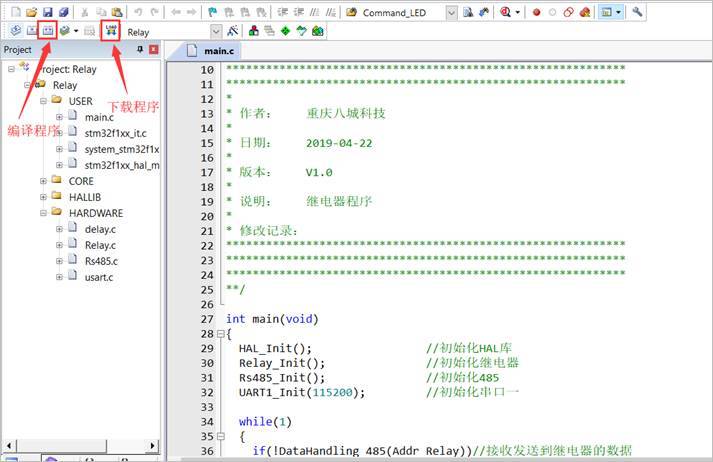 Command_LED
LOAD
Relay
Project
main.c
Project: Relay
Relay
USER
main.c
stm32f1xx_it.c
system_stm32f1x
stm32f1xx_hal_m
CORE
HALLIB
HARDWARE
delay.c
Relay.c
Rs485.c
usart.c
编译程序
下载程序
10 ************************************************************
11 ************************************************************
12 *
13 * 作者： 重庆八城科技
14 *
15 * 日期： 2019-04-22
16 *
17 * 版本： V1.0
18 *
19 * 说明： 继电器程序
20 *
21 * 修改记录：
22 ************************************************************
23 ************************************************************
24 ************************************************************
25 **/
26
27 int main(void)
28 {
29 HAL_Init(); //初始化HAL库
30 Relay_Init(); //初始化继电器
31 Rs485_Init(); //初始化485
32 UART1_Init(115200); //初始化串口一
33
34 while(1)
35 {
36 if(!DataHandling_485(Addr_Relay))//接收发送到继电器的数据